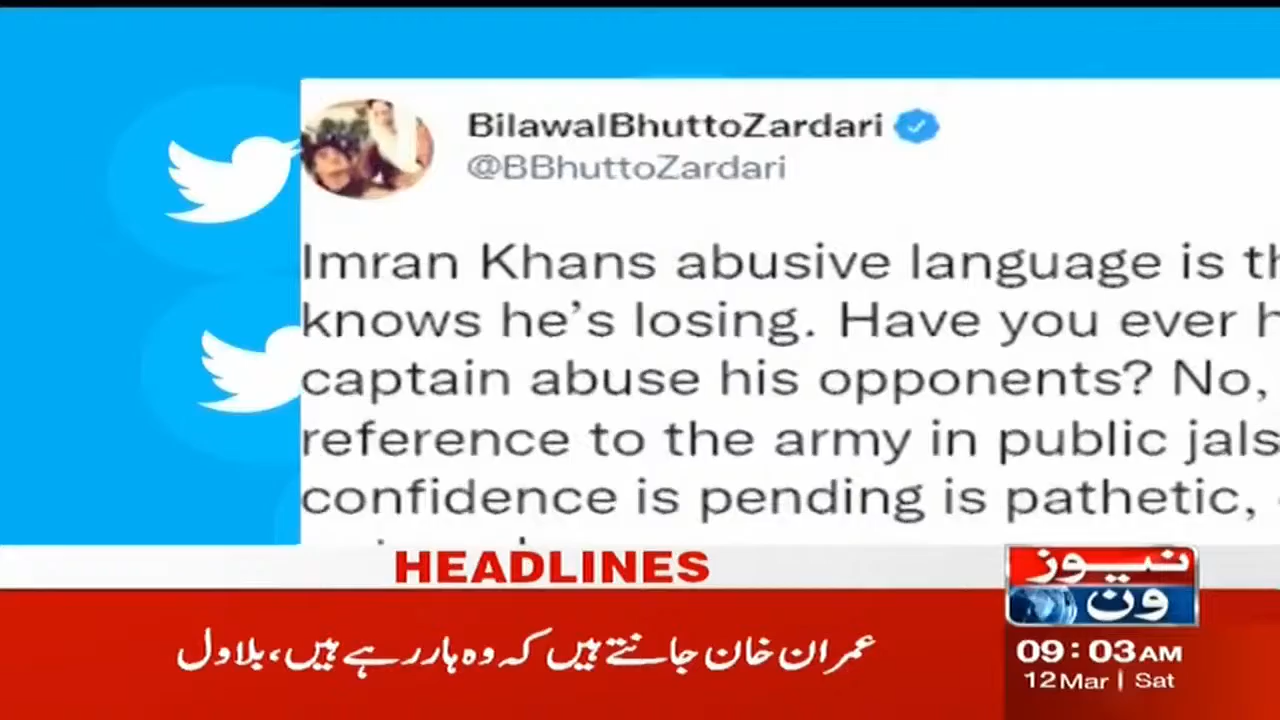 BilawalBhuttoZardari
@BBhuttoZardari
Imran Khans abusive language is
knows he's losing. Have you ever
captain abuse his opponents? No,
reference to the army in public
confidence is pending is pathetic,
HEADLINES
نیوز
ون
عمران خان جانتے ہیں کہ وہ ہار رہے ہیں، بلاول
09:03AM
12Mar | Sat